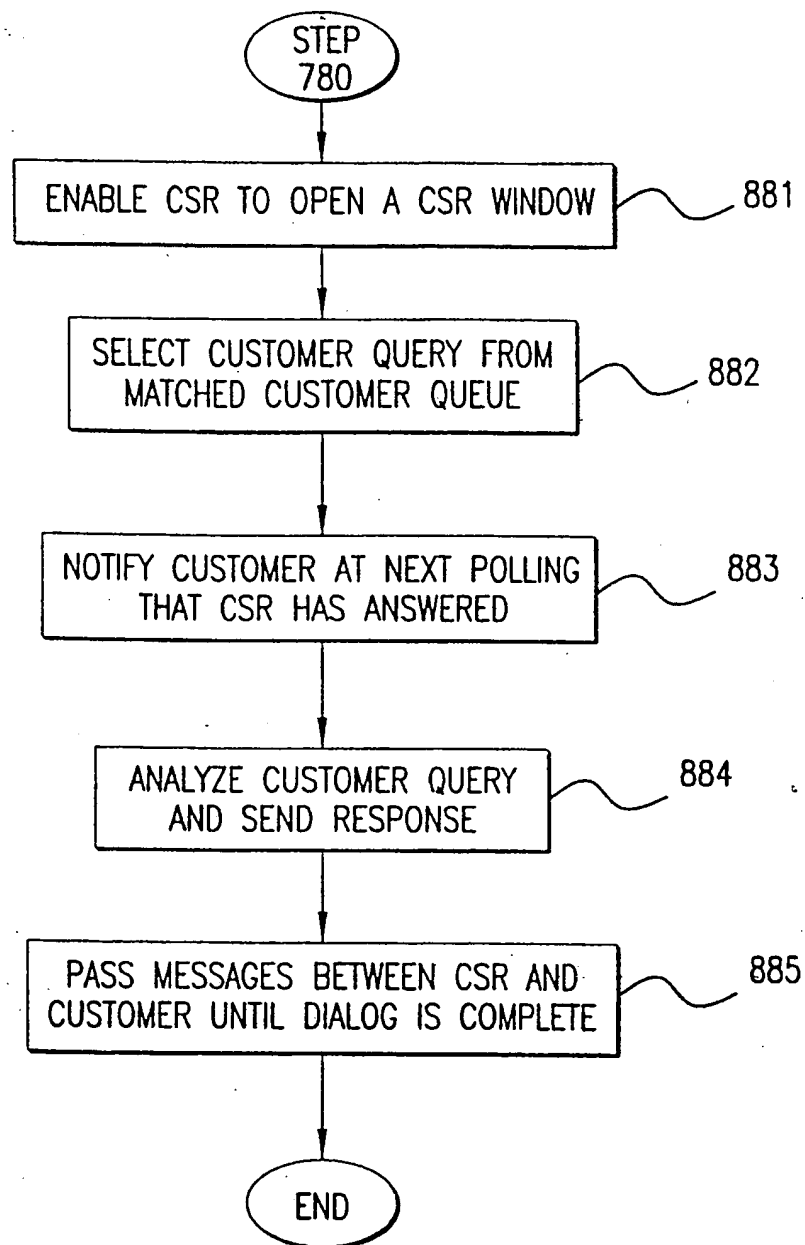 STEP
780
ENABLE CSR TO OPEN A CSR WINDOW
881
SELECT CUSTOMER QUERY FROM
MATCHED CUSTOMER QUEUE
882
NOTIFY CUSTOMER AT NEXT POLLING
THAT CSR HAS ANSWERED
883
ANALYZE CUSTOMER QUERY
AND SEND RESPONSE
884
PASS MESSAGES BETWEEN CSR AND
CUSTOMER UNTIL DIALOG IS COMPLETE
885
END